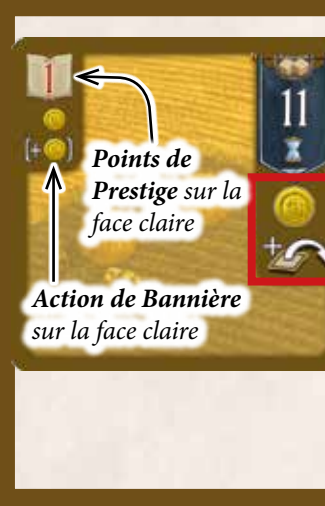 1
11
[+ ]
Points de
Prestige sur la
face claire
+
Action de Bannière
sur la face claire